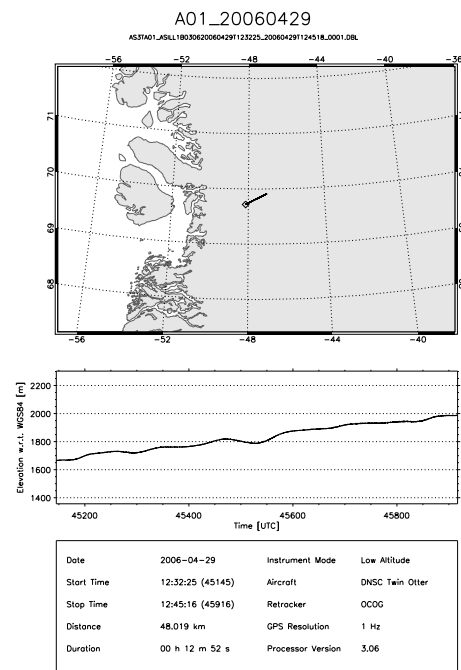 A01_20060429
AS3TA01_ASILL1B030620060429T123225_20060429T124518_0001.DBL
-56 -52 -48 -44 -40 -36
71
70
69
68
-56 -52 -48 -44 -40
2200
2000
1800
1600
1400
Elevation w.r.t. WGS84 [m]
45200 45400 45600 45800
Time [UTC]
Date 2006-04-29 Instrument Mode Low Altitude
Start Time 12:32:25 (45145) Aircraft DNSC Twin Otter
Stop Time 12:45:16 (45916) Retracker OCOG
Distance 48.019 km GPS Resolution 1 Hz
Duration 00 h 12 m 52 s Processor Version 3.06